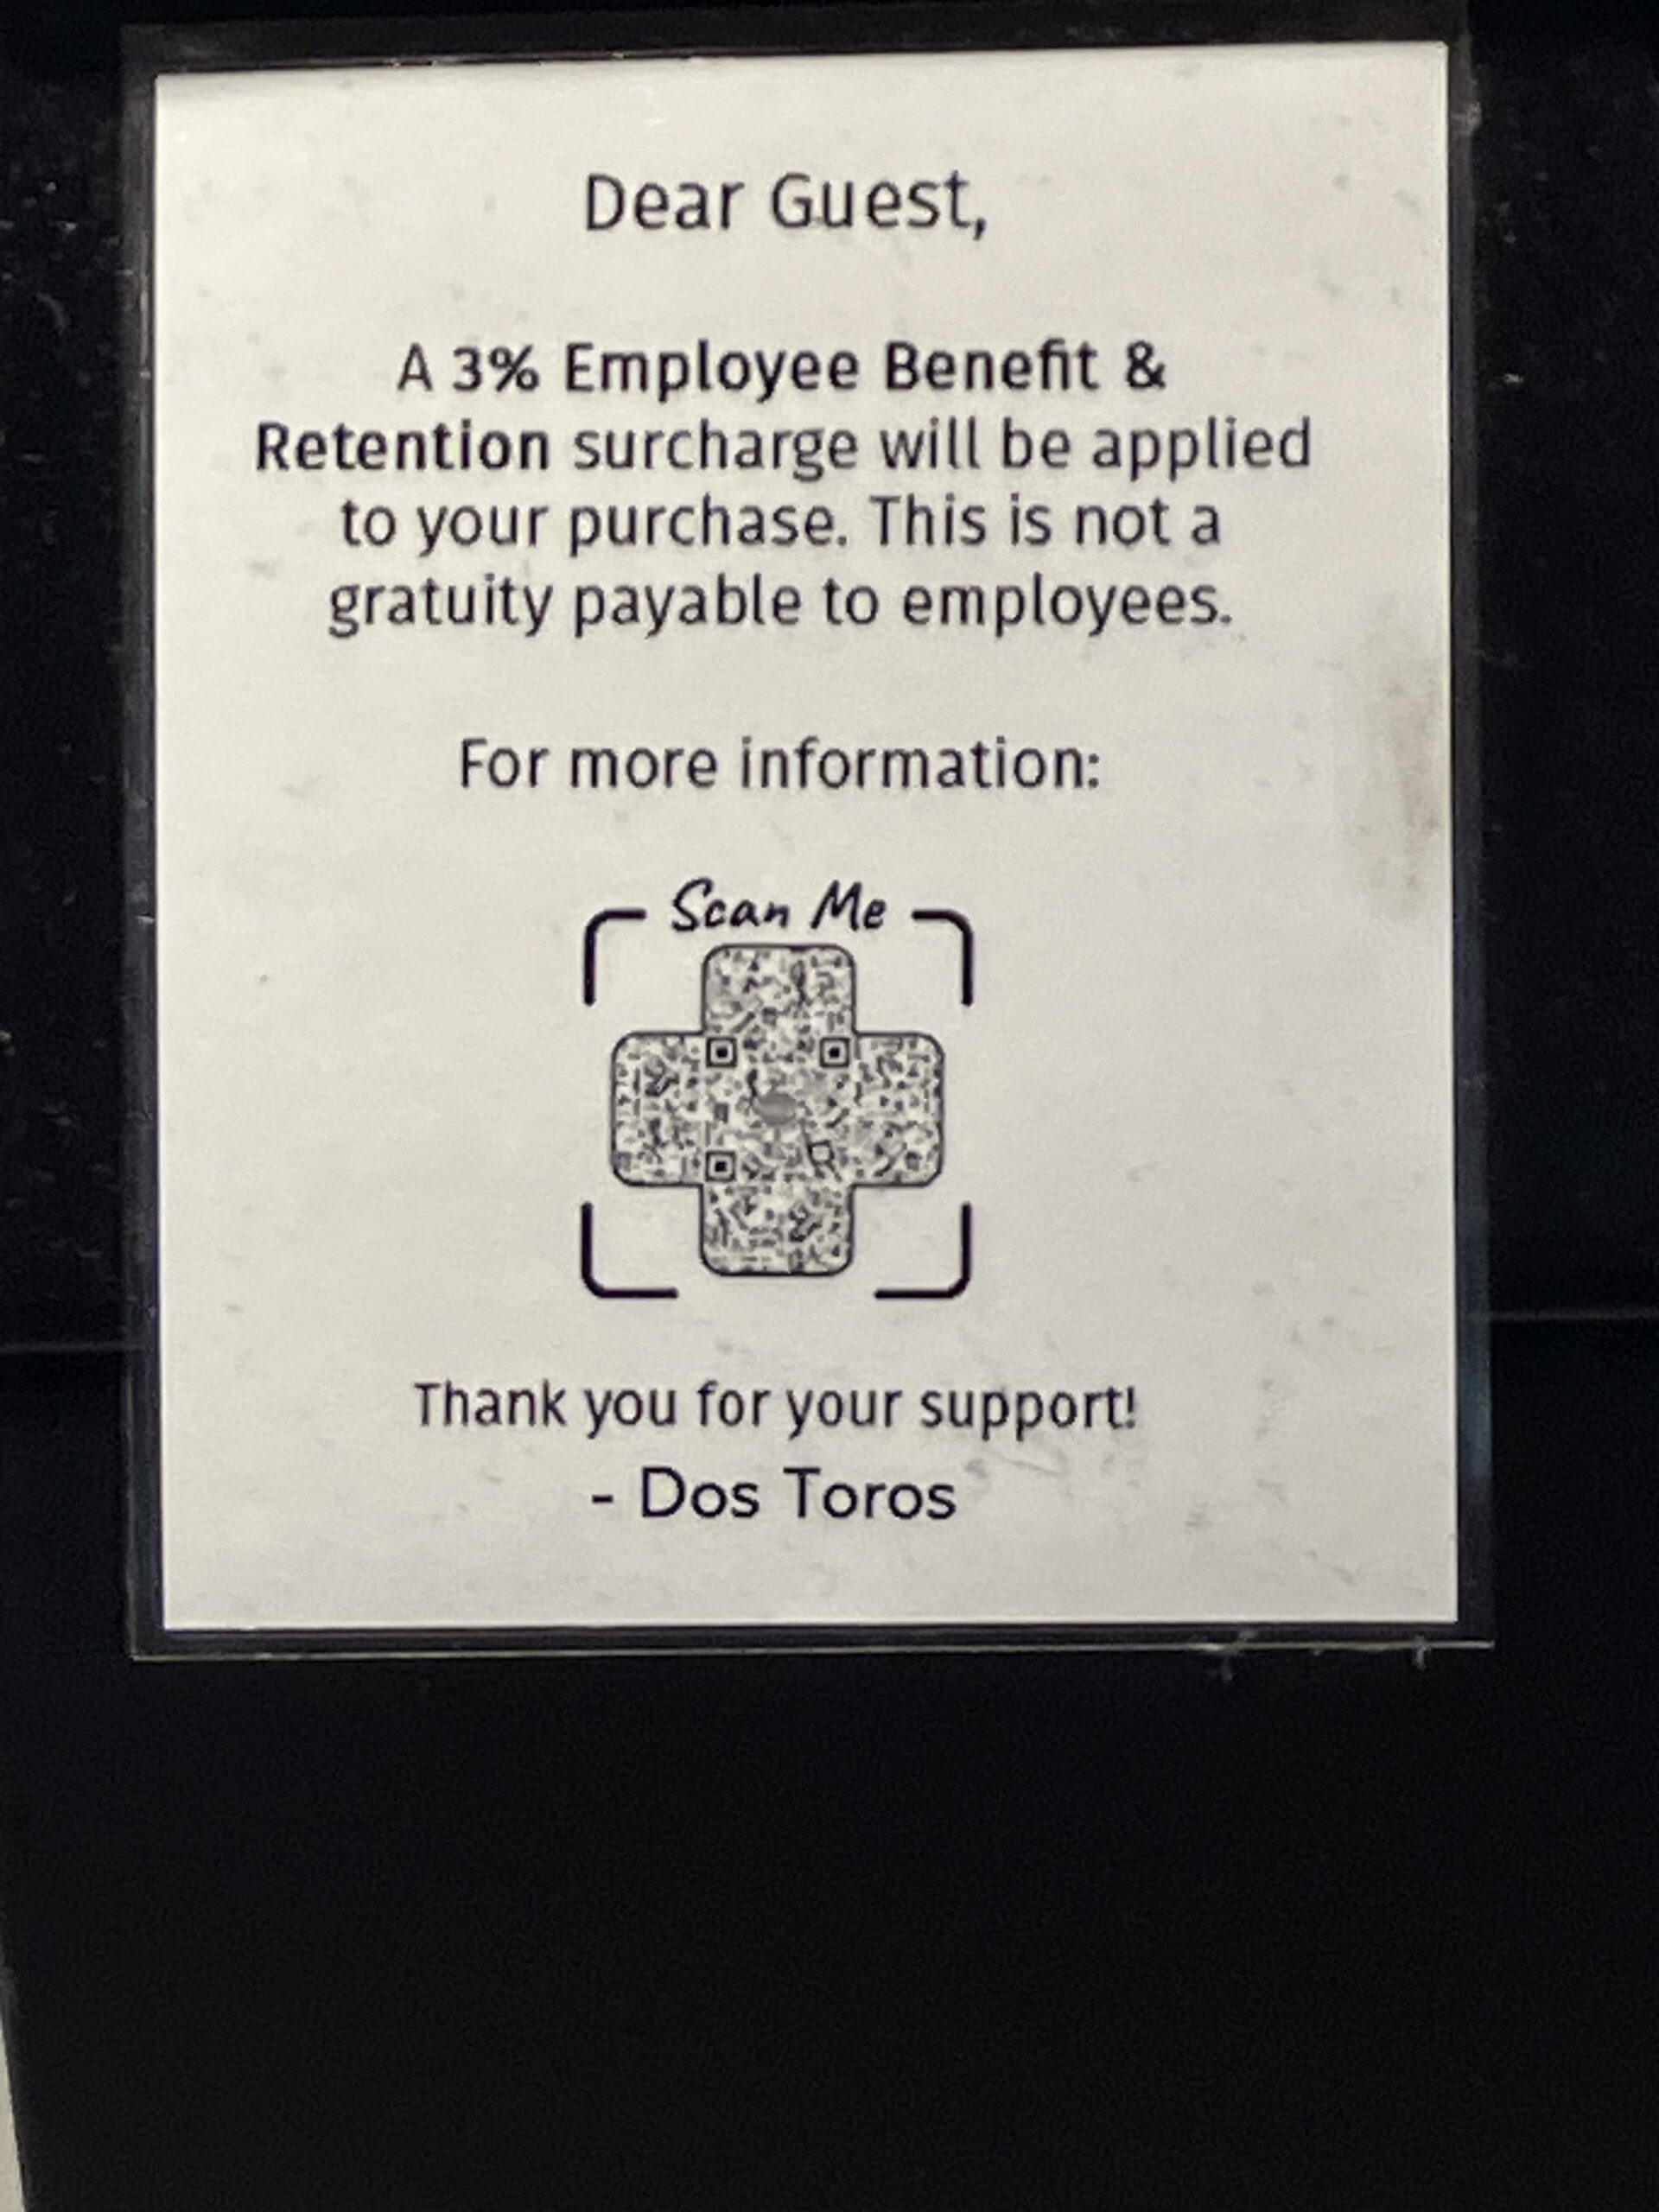 Dear Guest,
A 3% Employee Benefit &
Retention surcharge will be applied
to your purchase. This is not a
gratuity payable to employees.
For more information:
Scan Me
Thank you for your support!
- Dos Toros